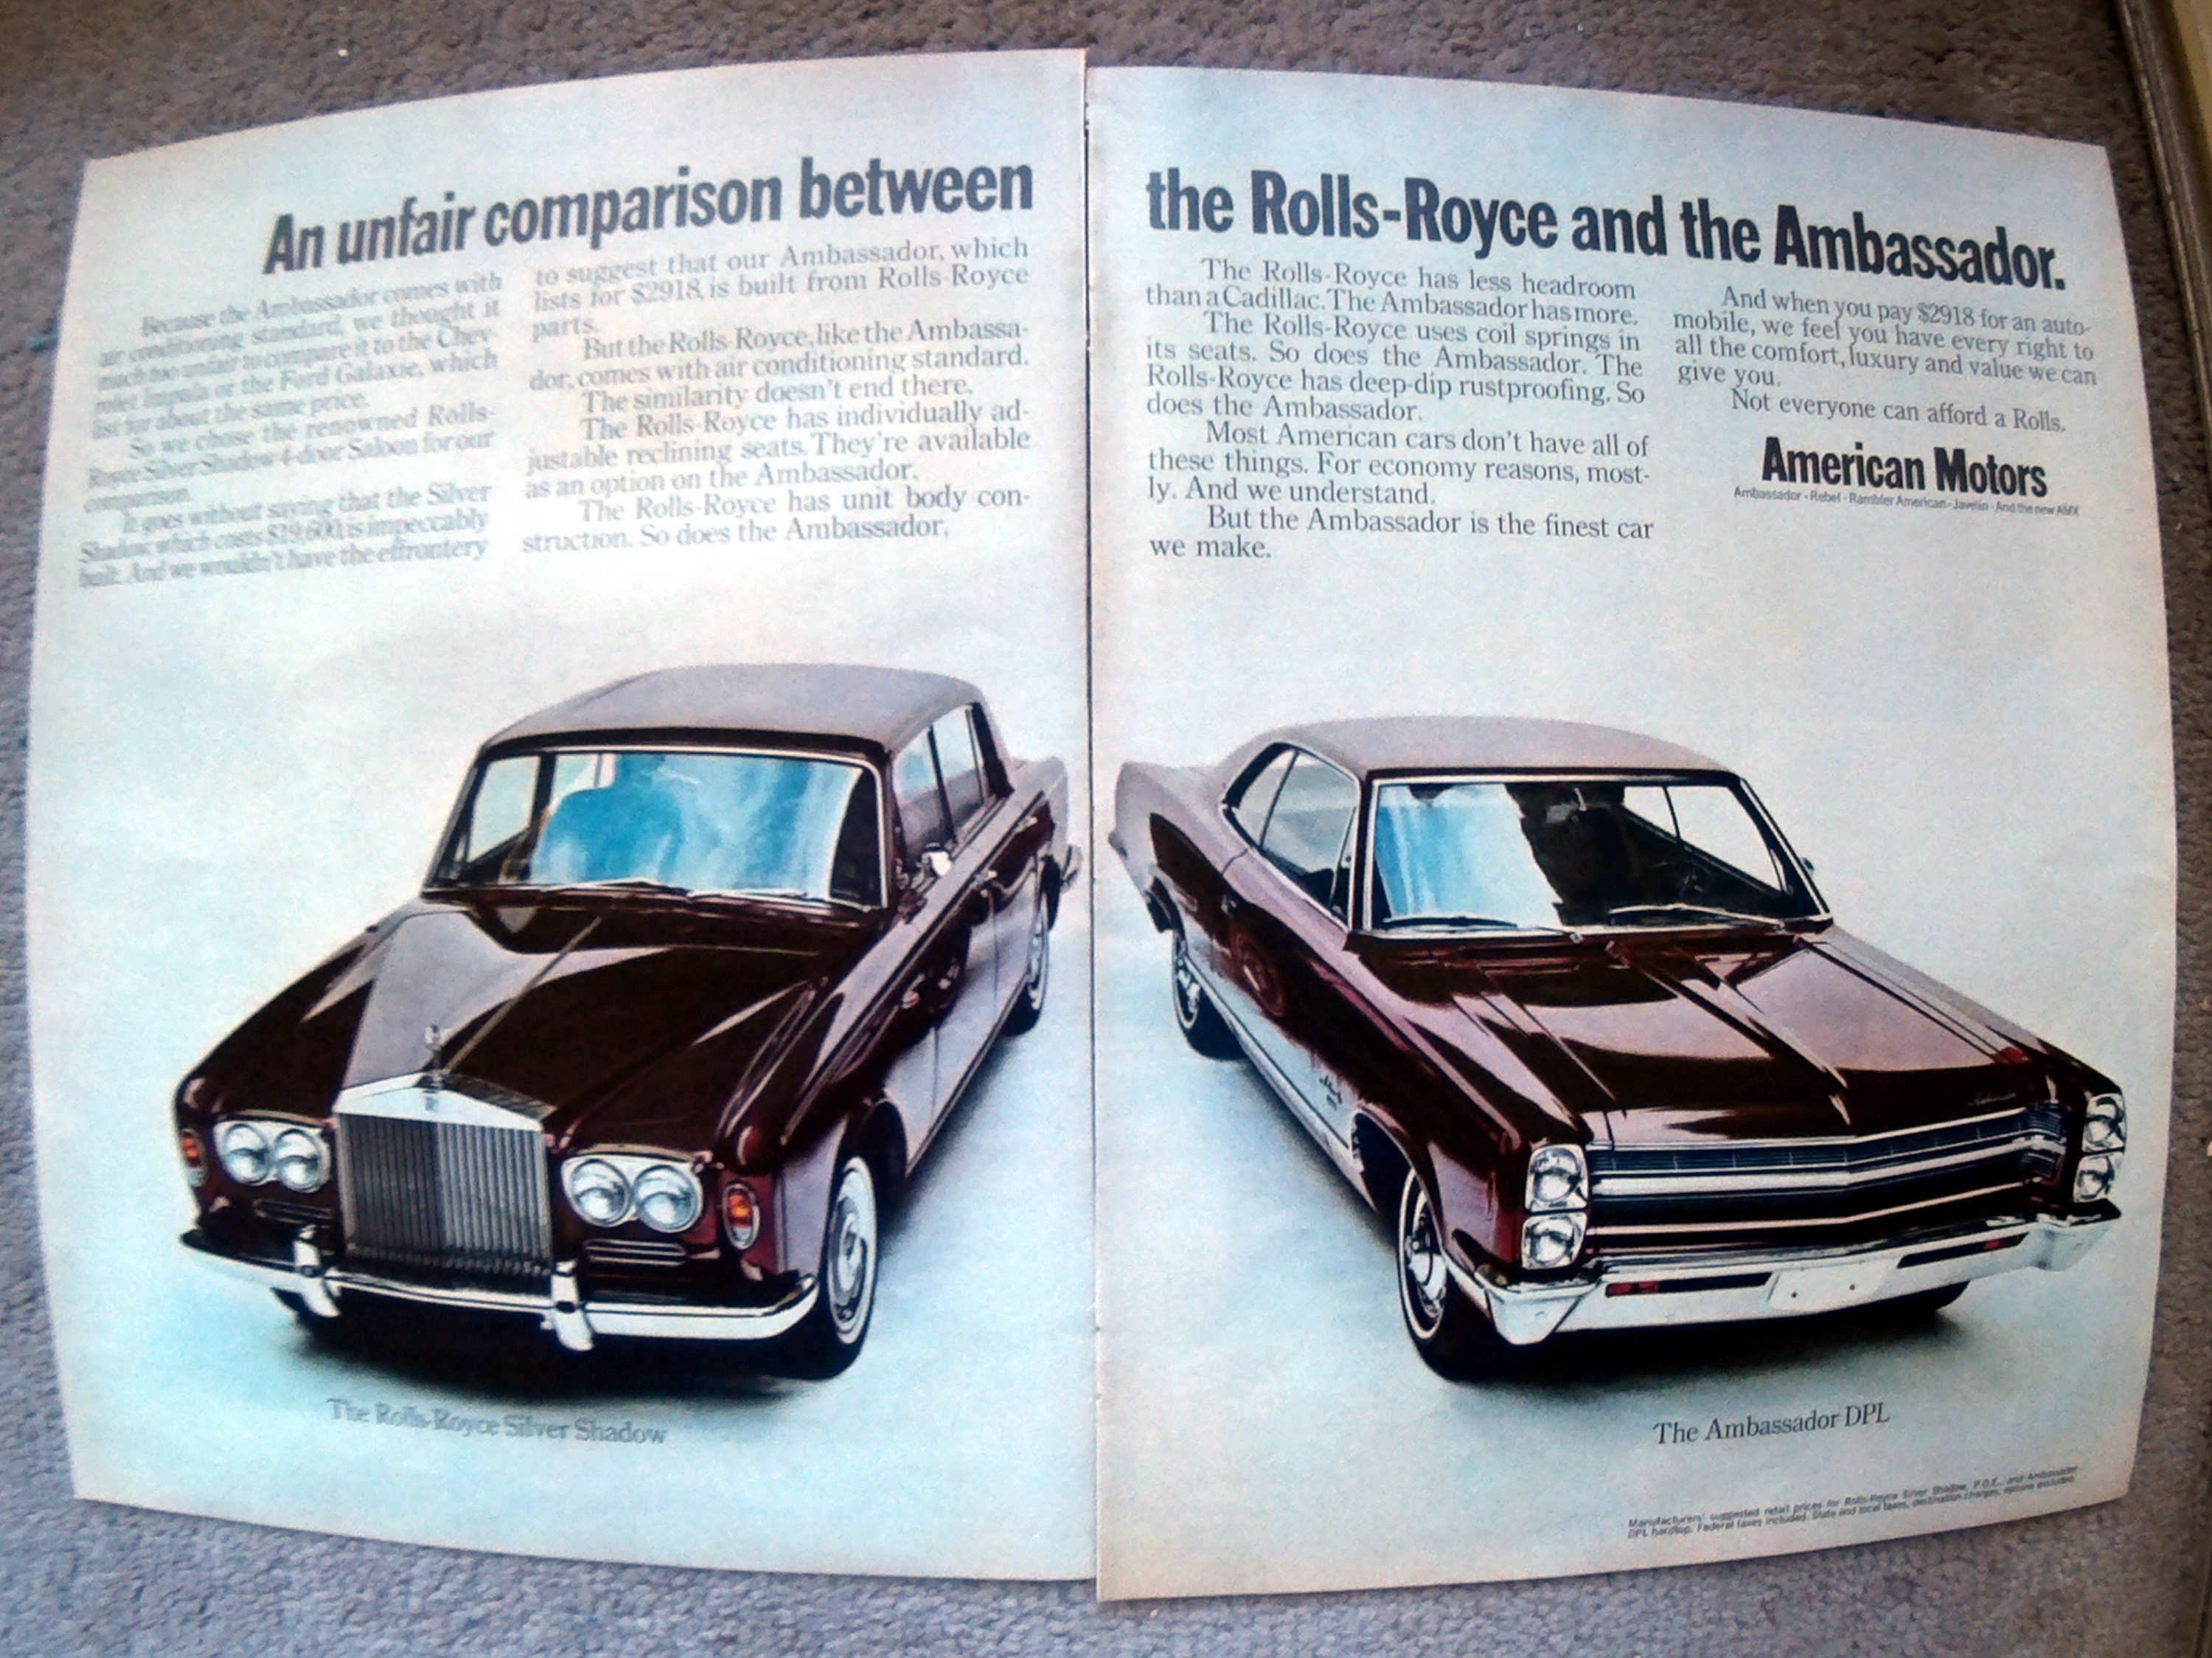 An unfair comparison between
the Rolls-Royce and the Ambassador.
Because the Ambassador comes with
air conditioning standard, we thought it
much too unfair to compare it to the Chev-
rolet Impala or the Ford Galaxie, which
list for about the same price.
So we chose the renowned Rolls-
Royce Silver Shadow 4-door Saloon for our
comparison.
It goes without saying that the Silver
Shadow, which costs $19,600, is impeccably
built. And we wouldn't have the effrontery
to suggest that our Ambassador, which
lists for $2918, is built from Rolls-Royce
parts.
But the Rolls-Royce, like the Ambassa-
dor, comes with air conditioning standard.
The similarity doesn't end there.
The Rolls-Royce has individually ad-
justable reclining seats. They're available
as an option on the Ambassador.
The Rolls-Royce has unit body con-
struction. So does the Ambassador.
The Rolls-Royce has less headroom
than a Cadillac. The Ambassador has more.
The Rolls-Royce uses coil springs in
its seats. So does the Ambassador. The
Rolls-Royce has deep-dip rustproofing. So
does the Ambassador.
Most American cars don't have all of
these things. For economy reasons, most-
ly. And we understand.
But the Ambassador is the finest car
we make.
And when you pay $2918 for an auto-
mobile, we feel you have every right to
all the comfort, luxury and value we can
give you.
Not everyone can afford a Rolls.
American Motors
Ambassador · Rebel · Rambler American · Javelin · And the new AMX
The Rolls-Royce Silver Shadow
The Ambassador DPL
Manufacturers' suggested retail prices for Rolls-Royce Silver Shadow, P.O.E., and Ambassador
DPL hardtop. Federal taxes included. State and local taxes, destination charges, options excluded.